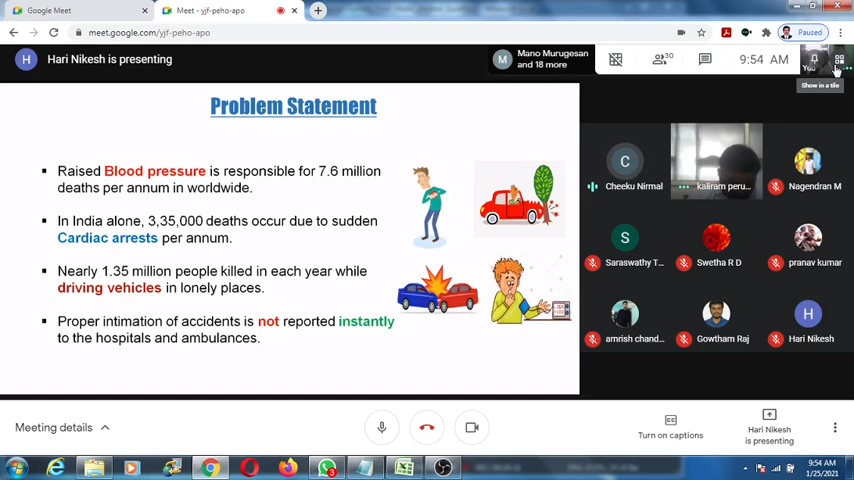 Google Meet
Meet - yjf-peho-apo
meet.google.com/yjf-peho-apo
Paused
H
Hari Nikesh is presenting
M
Mano Murugesan
and 18 more
30
9:54 AM
You
Show in a tile
Problem Statement
Raised Blood pressure is responsible for 7.6 million
deaths per annum in worldwide.
In India alone, 3,35,000 deaths occur due to sudden
Cardiac arrests per annum.
Nearly 1.35 million people killed in each year while
driving vehicles in lonely places.
Proper intimation of accidents is not reported instantly
to the hospitals and ambulances.
C
Cheeku Nirmal
kaliram peru...
Nagendran M
S
Saraswathy T...
Swetha R D
pranav kumar
amrish chand...
Gowtham Raj
H
Hari Nikesh
Meeting details
Turn on captions
Hari Nikesh
is presenting
3
9:54 AM
1/25/2021